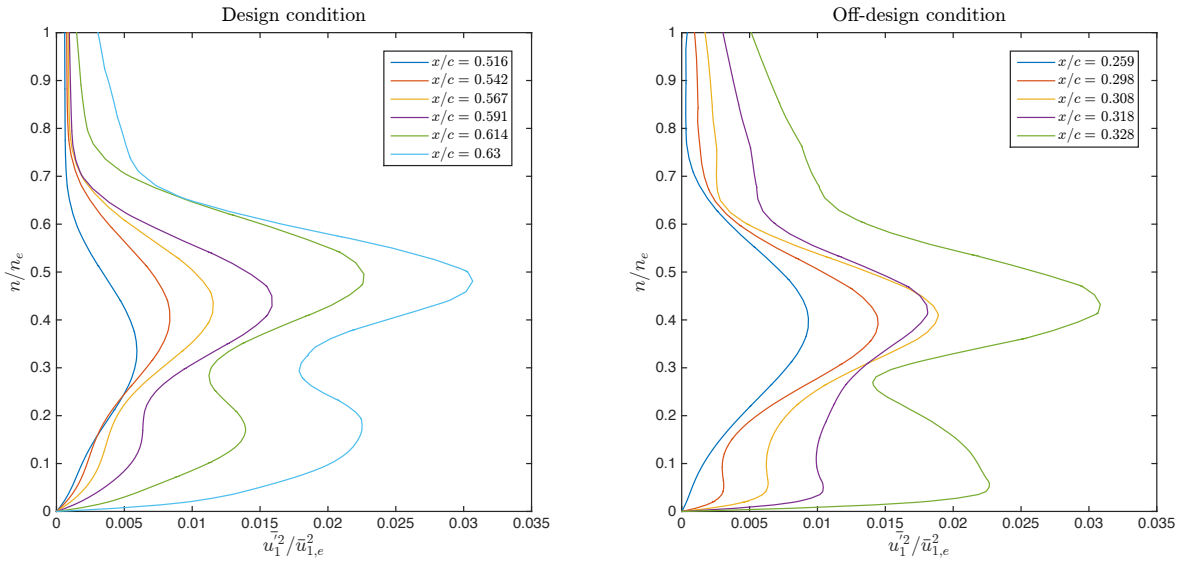 Design condition
1
0.9
0.8
0.7
0.6
0.5
0.4
0.3
0.2
0.1
0
n/n_e
x/c = 0.516
x/c = 0.542
x/c = 0.567
x/c = 0.591
x/c = 0.614
x/c = 0.63
0 0.005 0.01 0.015 0.02 0.025 0.03 0.035
\bar{u_1'^2}/\bar{u}_{1,e}^2
Off-design condition
1
0.9
0.8
0.7
0.6
0.5
0.4
0.3
0.2
0.1
0
n/n_e
x/c = 0.259
x/c = 0.298
x/c = 0.308
x/c = 0.318
x/c = 0.328
0 0.005 0.01 0.015 0.02 0.025 0.03 0.035
\bar{u_1'^2}/\bar{u}_{1,e}^2